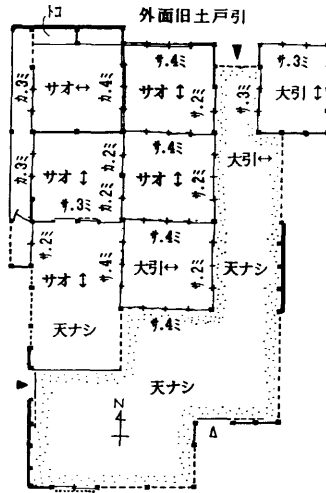 トコ
外面旧土戸引
サ.4ミ
サ.3ミ
カ.3ミ
サオ↔
カ.4ミ
サオ↕
サ.2ミ
サ.3ミ
大引↕
サ.4ミ
大引↔
カ.3ミ
サオ↕
カ.2ミ
カ.2ミ
サオ↕
サ.2ミ
サ.3ミ
サ.4ミ
サ.2ミ
サオ↕
サ.4ミ
大引↔
サ.2ミ
天ナシ
サ.4ミ
天ナシ
天ナシ
N